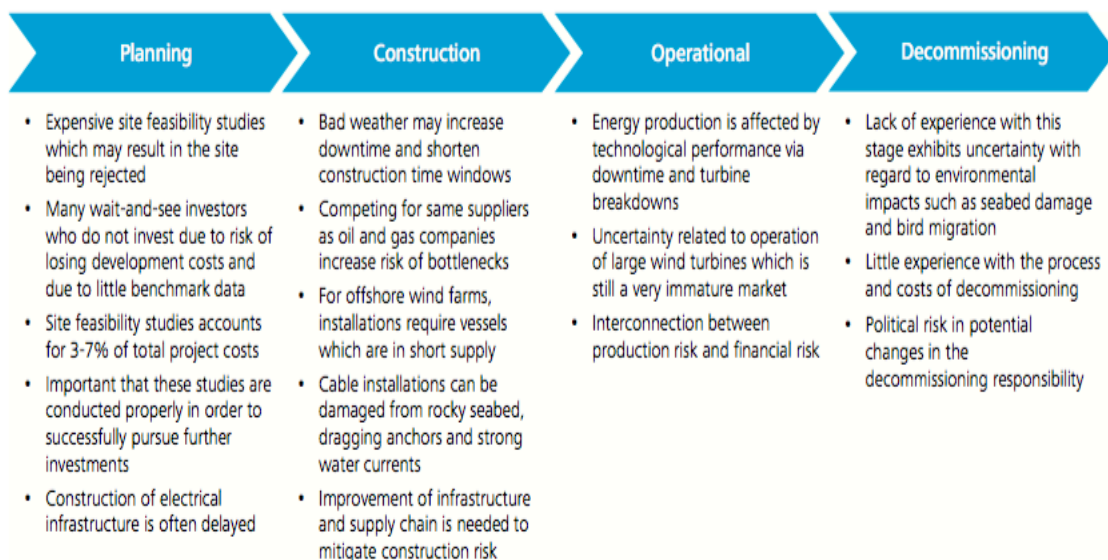 Planning
Construction
Operational
Decommissioning
• Expensive site feasibility studies
which may result in the site
being rejected
• Many wait-and-see investors
who do not invest due to risk of
losing development costs and
due to little benchmark data
• Site feasibility studies accounts
for 3-7% of total project costs
• Important that these studies are
conducted properly in order to
successfully pursue further
investments
• Construction of electrical
infrastructure is often delayed
• Bad weather may increase
downtime and shorten
construction time windows
• Competing for same suppliers
as oil and gas companies
increase risk of bottlenecks
• For offshore wind farms,
installations require vessels
which are in short supply
• Cable installations can be
damaged from rocky seabed,
dragging anchors and strong
water currents
• Improvement of infrastructure
and supply chain is needed to
mitigate construction risk
• Energy production is affected by
technological performance via
downtime and turbine
breakdowns
• Uncertainty related to operation
of large wind turbines which is
still a very immature market
• Interconnection between
production risk and financial risk
• Lack of experience with this
stage exhibits uncertainty with
regard to environmental
impacts such as seabed damage
and bird migration
• Little experience with the process
and costs of decommissioning
• Political risk in potential
changes in the
decommissioning responsibility